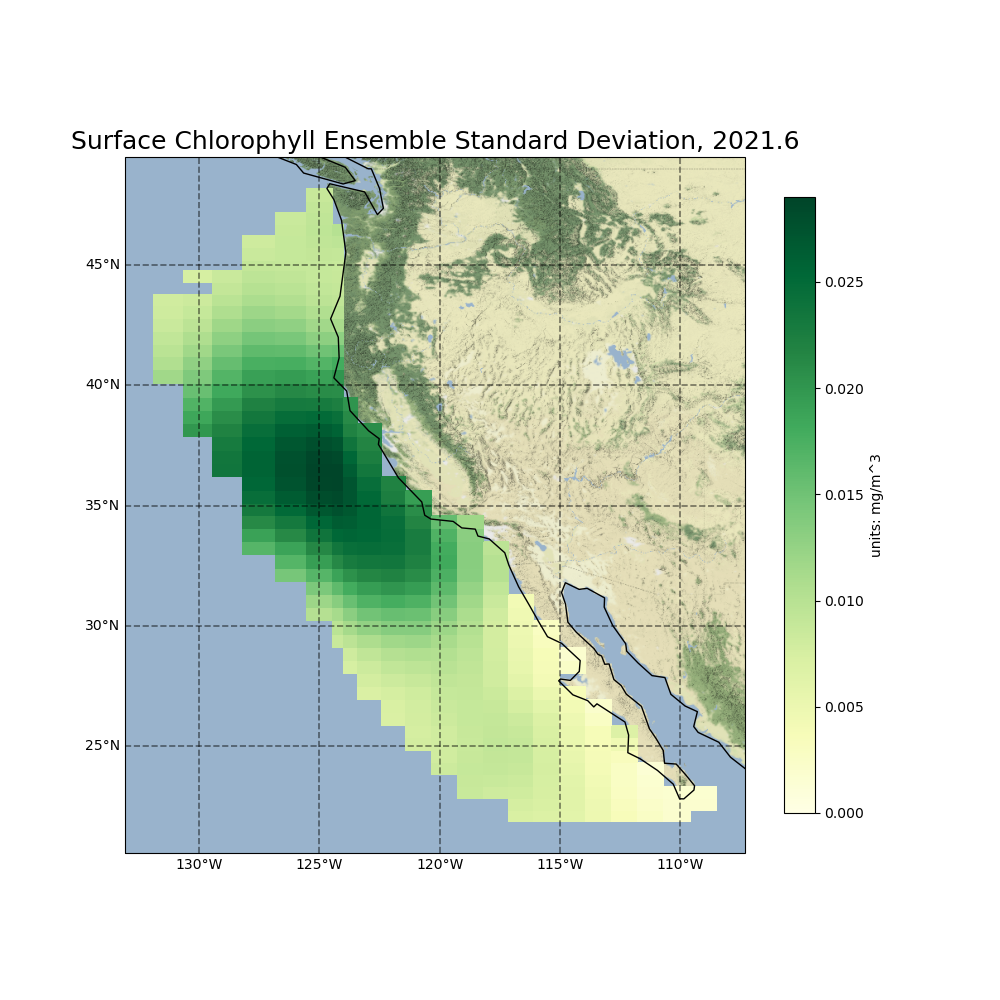 Surface Chlorophyll Ensemble Standard Deviation, 2021.6
45°N
40°N
35°N
30°N
25°N
130°W
125°W
120°W
115°W
110°W
0.025
0.020
0.015
0.010
0.005
0.000
units: mg/m^3